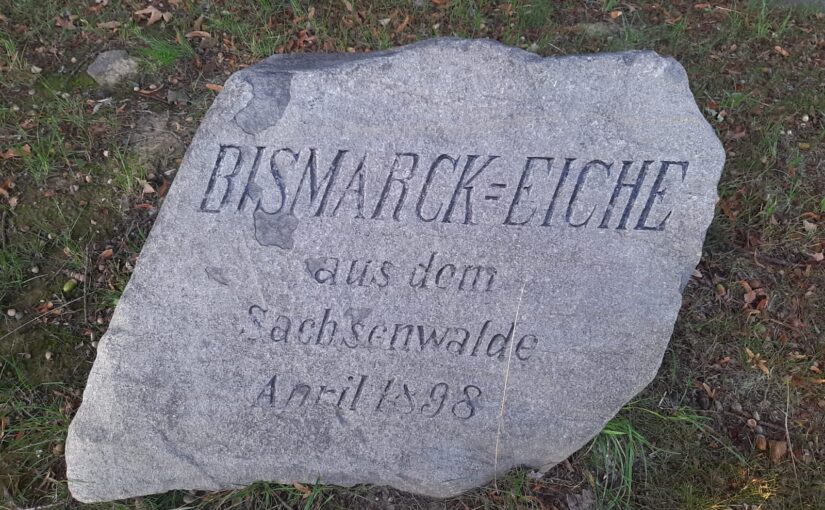 BISMARCK=EICHE
aus dem
Sachsenwalde
April 1898